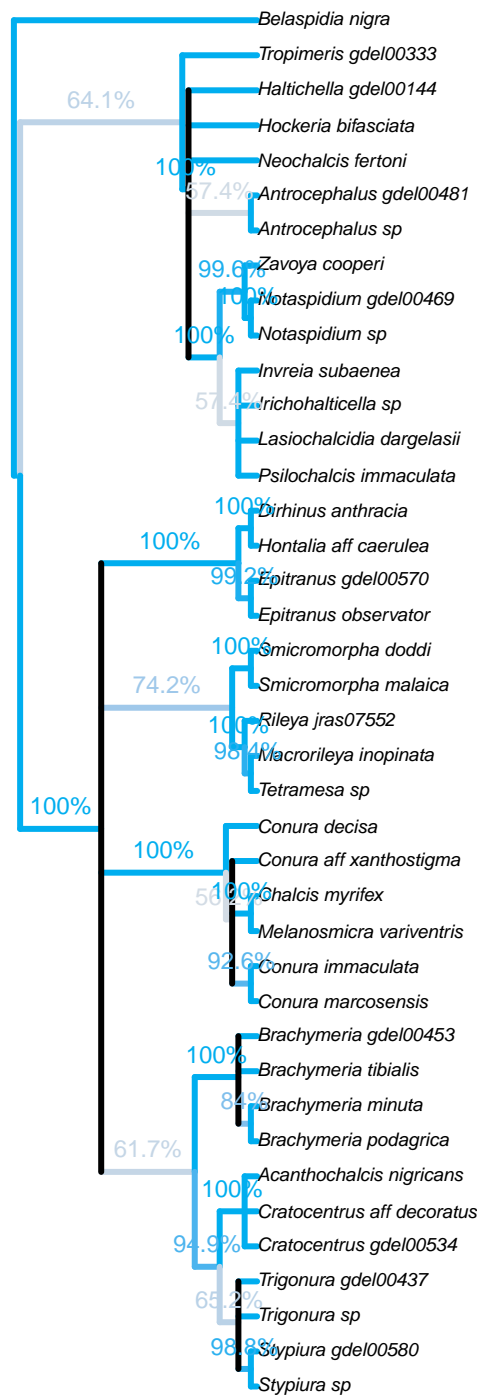 Belaspidia nigra
Tropimeris gdel00333
64.1%
Haltichella gdel00144
Hockeria bifasciata
100%
Neochalcis fertoni
57.4%
Antrocephalus gdel00481
Antrocephalus sp
99.6%
Zavoya cooperi
100%
Notaspidium gdel00469
100%
Notaspidium sp
Invreia subaenea
57.4%
Irichohalticella sp
Lasiochalcidia dargelasii
Psilochalcis immaculata
100%
Dirhinus anthracia
100%
Hontalia aff caerulea
99.2%
Epitranus gdel00570
Epitranus observator
100%
Smicromorpha doddi
74.2%
Smicromorpha malaica
100%
Rileya jras07552
98.4%
Macrorileya inopinata
Tetramesa sp
100%
Conura decisa
100%
Conura aff xanthostigma
56.2%
100%
Chalcis myrifex
Melanosmicra variventris
92.6%
Conura immaculata
Conura marcosensis
Brachymeria gdel00453
100%
Brachymeria tibialis
84%
Brachymeria minuta
61.7%
Brachymeria podagrica
Acanthochalcis nigricans
100%
Cratocentrus aff decoratus
94.9%
Cratocentrus gdel00534
Trigonura gdel00437
65.2%
Trigonura sp
98.8%
Stypiura gdel00580
Stypiura sp